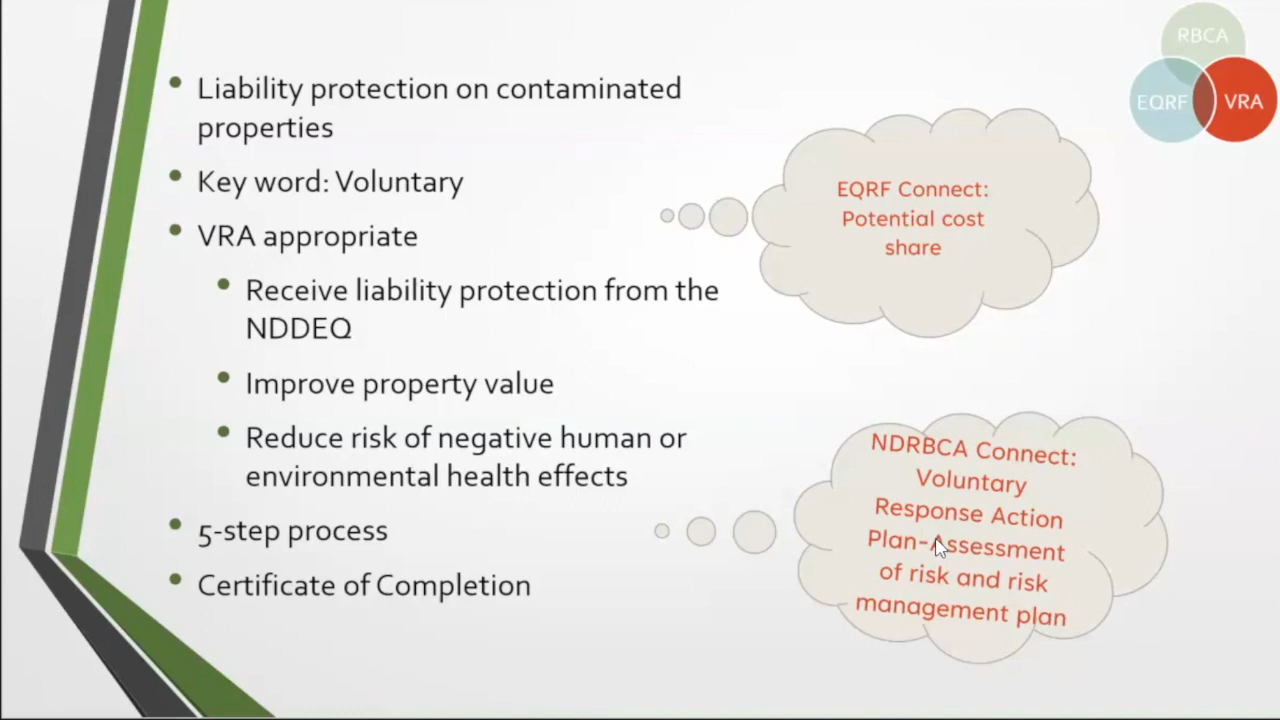 Liability protection on contaminated
properties
Key word: Voluntary
VRA appropriate
Receive liability protection from the
NDDEQ
Improve property value
Reduce risk of negative human or
environmental health effects
5-step process
Certificate of Completion
RBCA
EQRF
VRA
EQRF Connect:
Potential cost
share
NDRBCA Connect:
Voluntary
Response Action
Plan-Assessment
of risk and risk
management plan